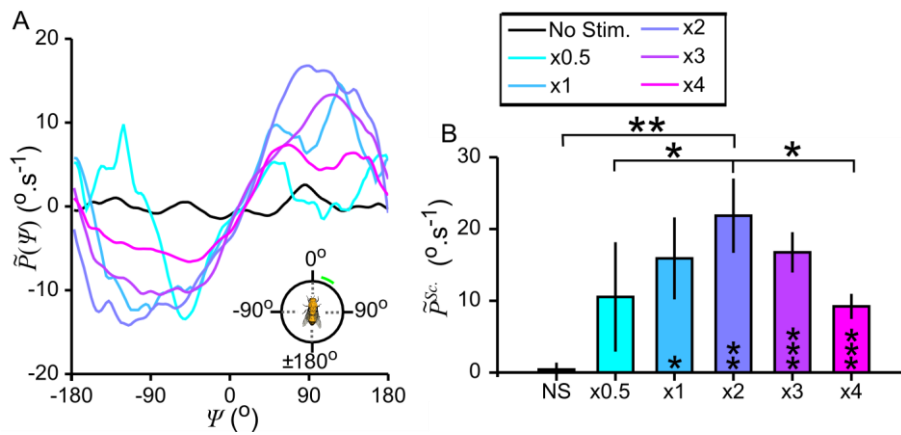 A
No Stim.
x0.5
x1
x2
x3
x4
B
P̃(Ψ) (°.s⁻¹)
20
10
0
-10
-20
-180
-90
0
90
180
Ψ (°)
0°
-90°
90°
±180°
P̃^Sc. (°.s⁻¹)
30
20
10
0
**
*
*
*
**
***
***
NS
x0.5
x1
x2
x3
x4